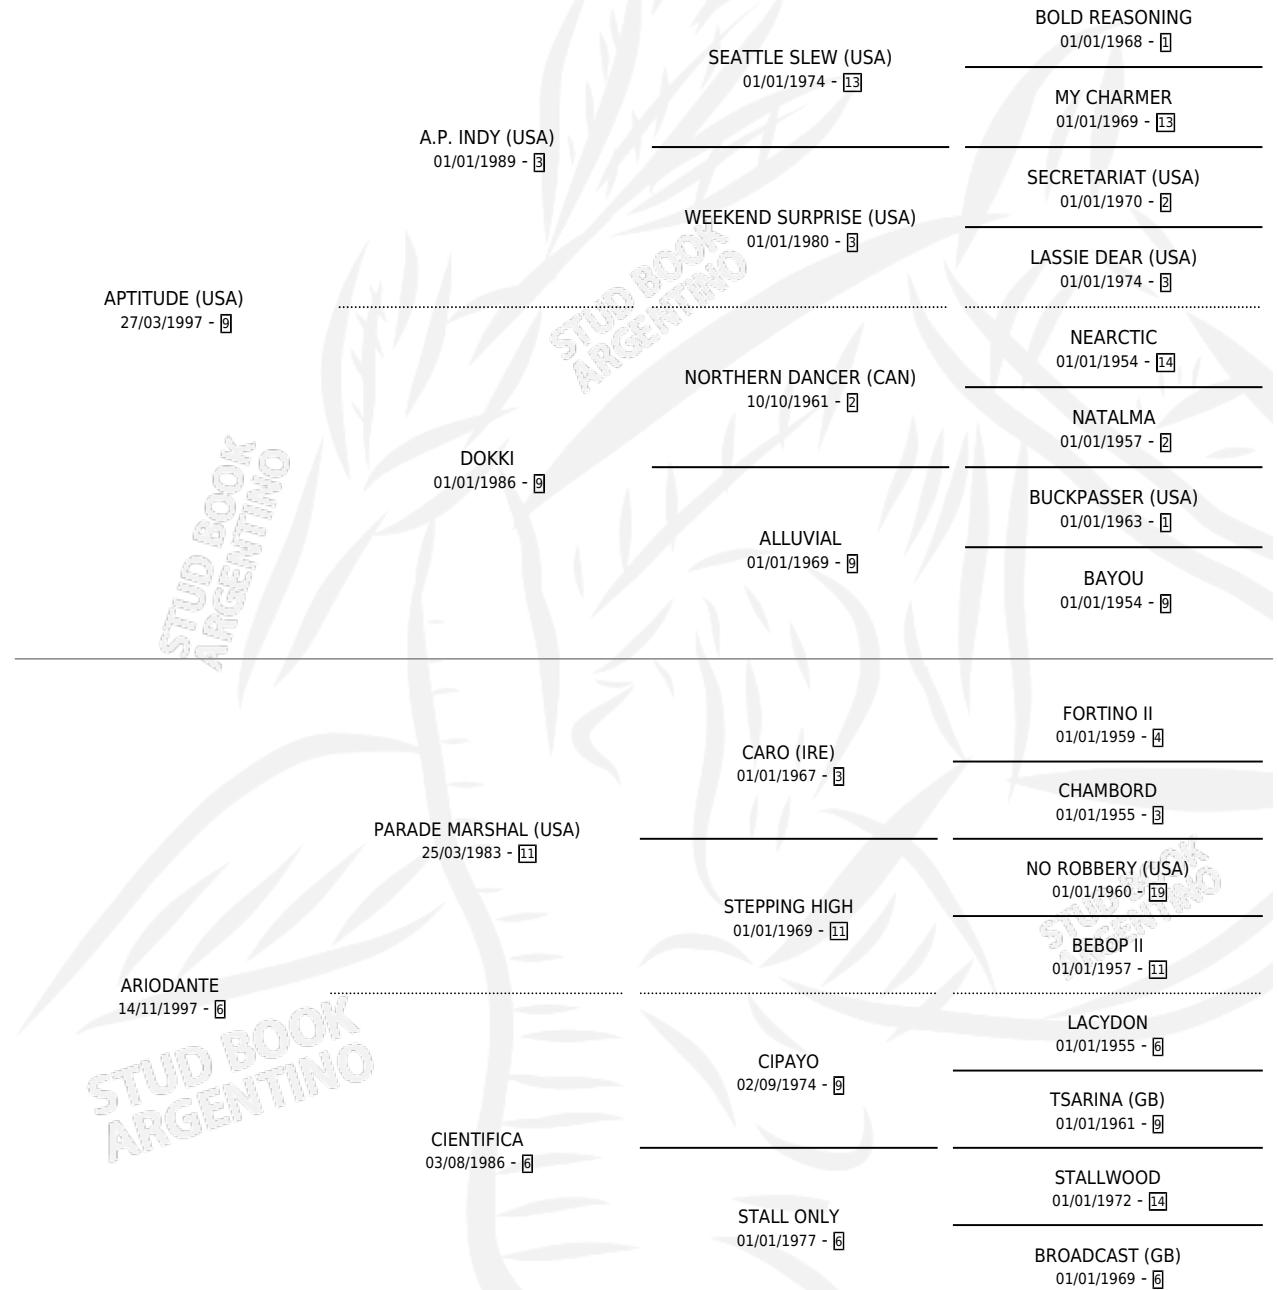 BOLD REASONING
01/01/1968 - 1
SEATTLE SLEW (USA)
01/01/1974 - 13
MY CHARMER
01/01/1969 - 13
A.P. INDY (USA)
01/01/1989 - 3
SECRETARIAT (USA)
01/01/1970 - 2
WEEKEND SURPRISE (USA)
01/01/1980 - 3
LASSIE DEAR (USA)
01/01/1974 - 3
STUD BOOK
ARGENTINO
APTITUDE (USA)
27/03/1997 - 9
NEARCTIC
01/01/1954 - 14
NORTHERN DANCER (CAN)
10/10/1961 - 2
NATALMA
01/01/1957 - 2
DOKKI
01/01/1986 - 9
BUCKPASSER (USA)
01/01/1963 - 1
ALLUVIAL
01/01/1969 - 9
BAYOU
01/01/1954 - 9
STUD BOOK
ARGENTINO
FORTINO II
01/01/1959 - 4
CARO (IRE)
01/01/1967 - 3
CHAMBORD
01/01/1955 - 3
PARADE MARSHAL (USA)
25/03/1983 - 11
NO ROBBERY (USA)
01/01/1960 - 19
STEPPING HIGH
01/01/1969 - 11
BEBOP II
01/01/1957 - 11
STUD BOOK
ARGENTINO
ARIODANTE
14/11/1997 - 6
LACYDON
01/01/1955 - 6
CIPAYO
02/09/1974 - 9
TSARINA (GB)
01/01/1961 - 9
STUD BOOK
ARGENTINO
CIENTIFICA
03/08/1986 - 6
STALLWOOD
01/01/1972 - 14
STALL ONLY
01/01/1977 - 6
BROADCAST (GB)
01/01/1969 - 6